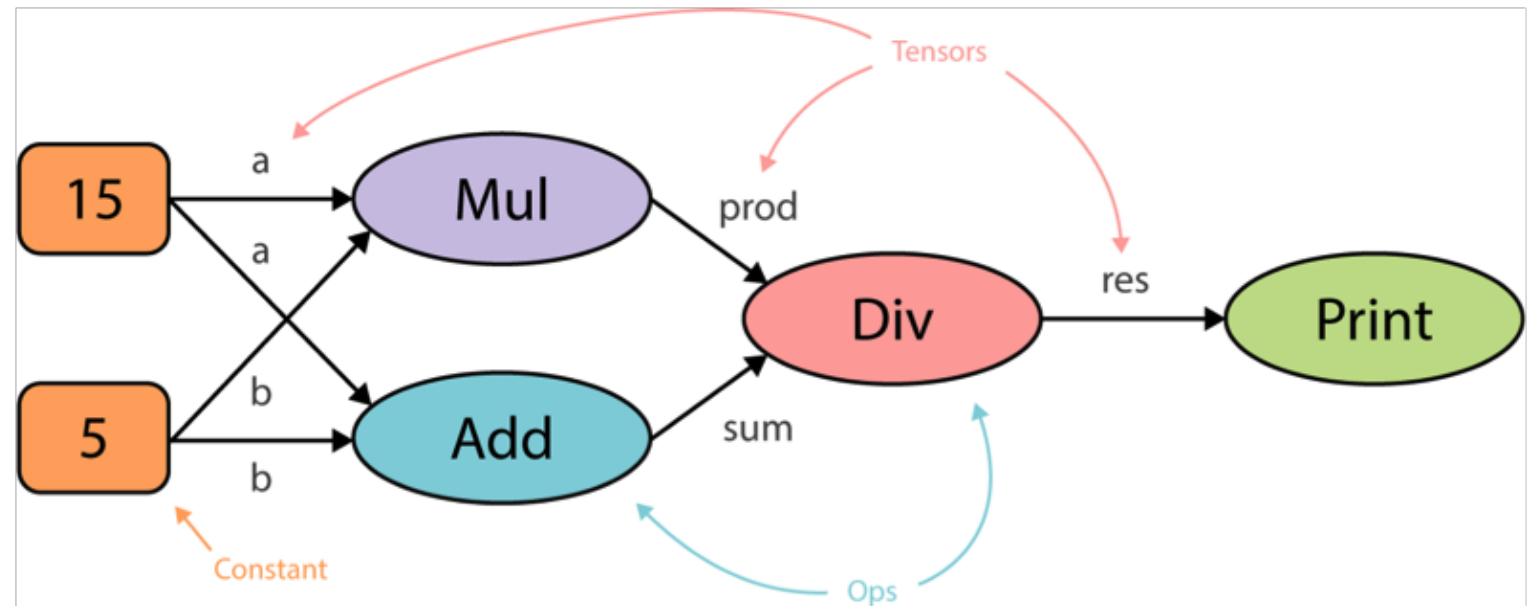 Tensors
15
a
Mul
prod
a
res
Div
Print
b
5
Add
sum
b
Constant
Ops